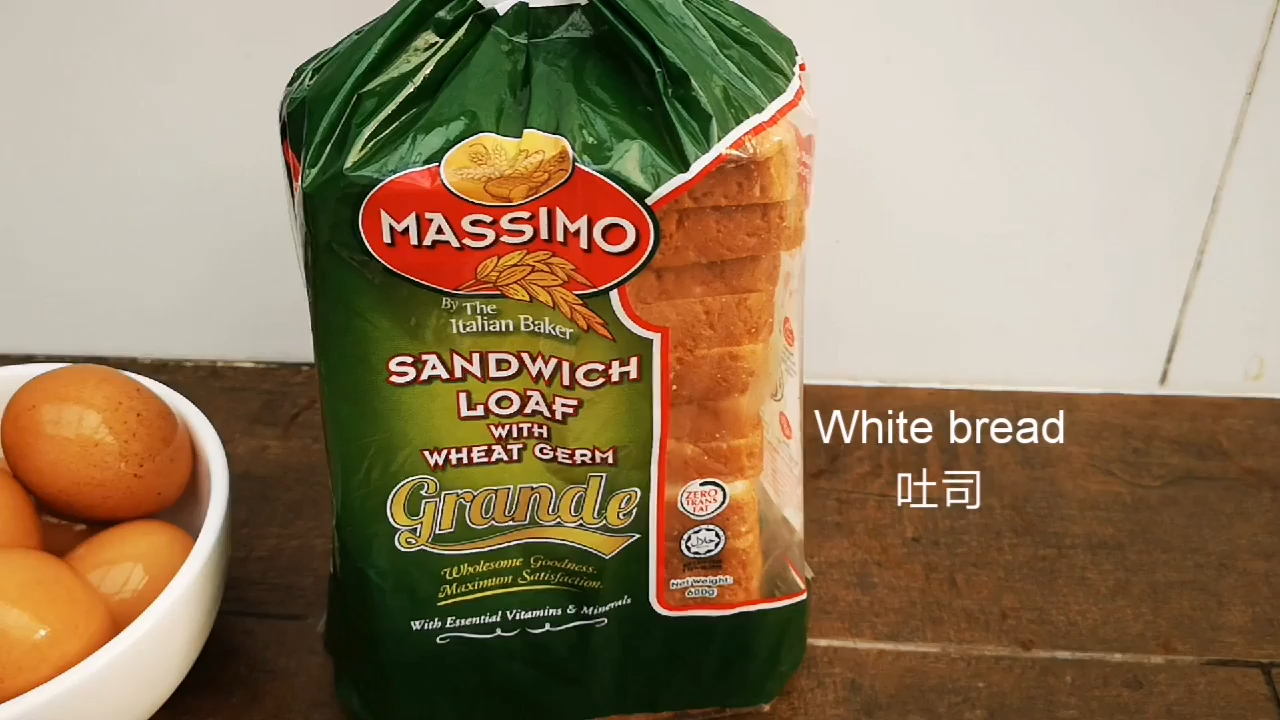 MASSIMO
By The
Italian Baker
SANDWICH
LOAF
WITH
WHEAT GERM
Grande
Wholesome Goodness.
Maximum Satisfaction.
With Essential Vitamins & Minerals
ZERO
TRANS
FAT
حلال
Net Weight:
600g
White bread
吐司